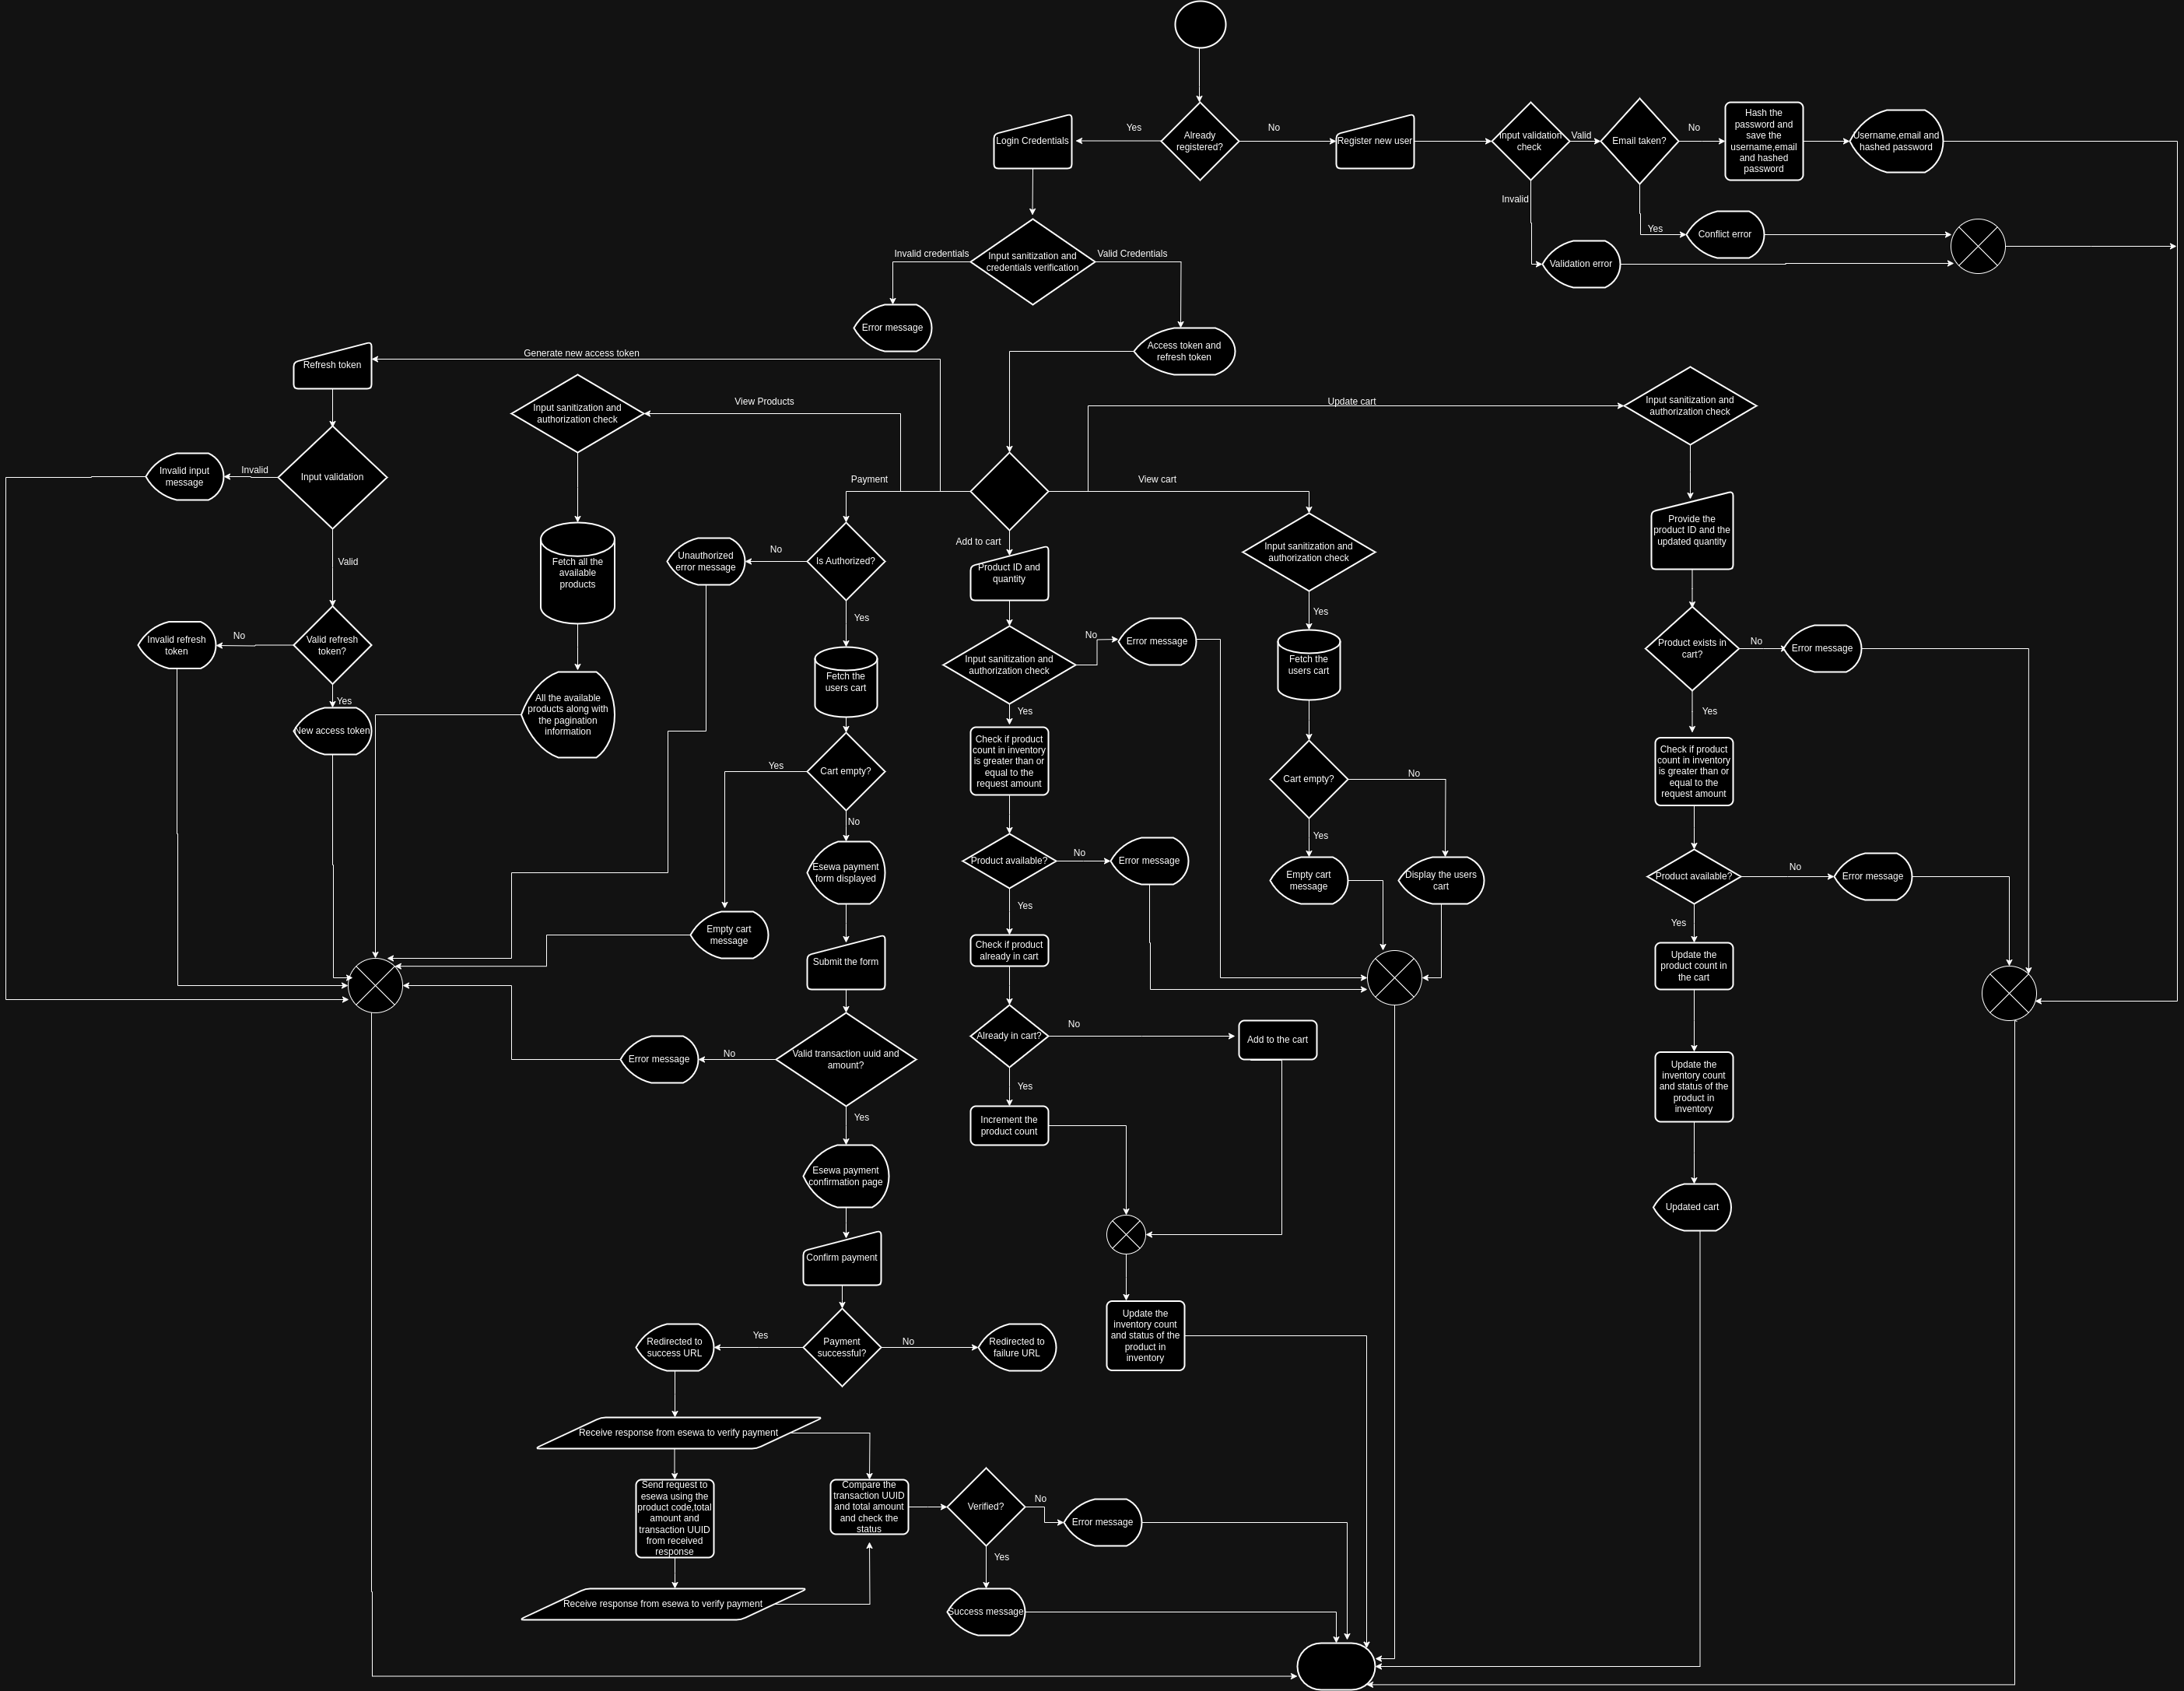 Already
registered?
Yes
No
Login Credentials
Register new user
Input validation
check
Valid
Email taken?
No
Hash the
password and
save the
username,email
and hashed
password
Username,email and
hashed password
Invalid
Yes
Conflict error
Validation error
Invalid credentials
Input sanitization and
credentials verification
Valid Credentials
Error message
Access token and
refresh token
Generate new access token
Refresh token
View Products
Input sanitization and
authorization check
Update cart
Input sanitization and
authorization check
Invalid input
message
Invalid
Input validation
Valid
Invalid refresh
token
No
Valid refresh
token?
Yes
New access token
Fetch all the
available
products
All the available
products along with
the pagination
information
Payment
View cart
Add to cart
Unauthorized
error message
No
Is Authorized?
Yes
Fetch the
users cart
Yes
Cart empty?
No
Esewa payment
form displayed
Empty cart
message
Submit the form
Error message
No
Valid transaction uuid and
amount?
Yes
Esewa payment
confirmation page
Confirm payment
Redirected to
success URL
Yes
Payment
successful?
No
Redirected to
failure URL
Receive response from esewa to verify payment
Send request to
esewa using the
product code,total
amount and
transaction UUID
from received
response
Receive response from esewa to verify payment
Compare the
transaction UUID
and total amount
and check the
status
Verified?
No
Error message
Yes
Success message
Product ID and
quantity
Input sanitization and
authorization check
No
Error message
Yes
Check if product
count in inventory
is greater than or
equal to the
request amount
Product available?
No
Error message
Yes
Check if product
already in cart
Already in cart?
No
Add to the cart
Yes
Increment the
product count
Update the
inventory count
and status of the
product in
inventory
Input sanitization and
authorization check
Yes
Fetch the
users cart
Cart empty?
No
Yes
Empty cart
message
Display the users
cart
Provide the
product ID and the
updated quantity
Product exists in
cart?
No
Error message
Yes
Check if product
count in inventory
is greater than or
equal to the
request amount
Product available?
No
Error message
Yes
Update the
product count in
the cart
Update the
inventory count
and status of the
product in
inventory
Updated cart